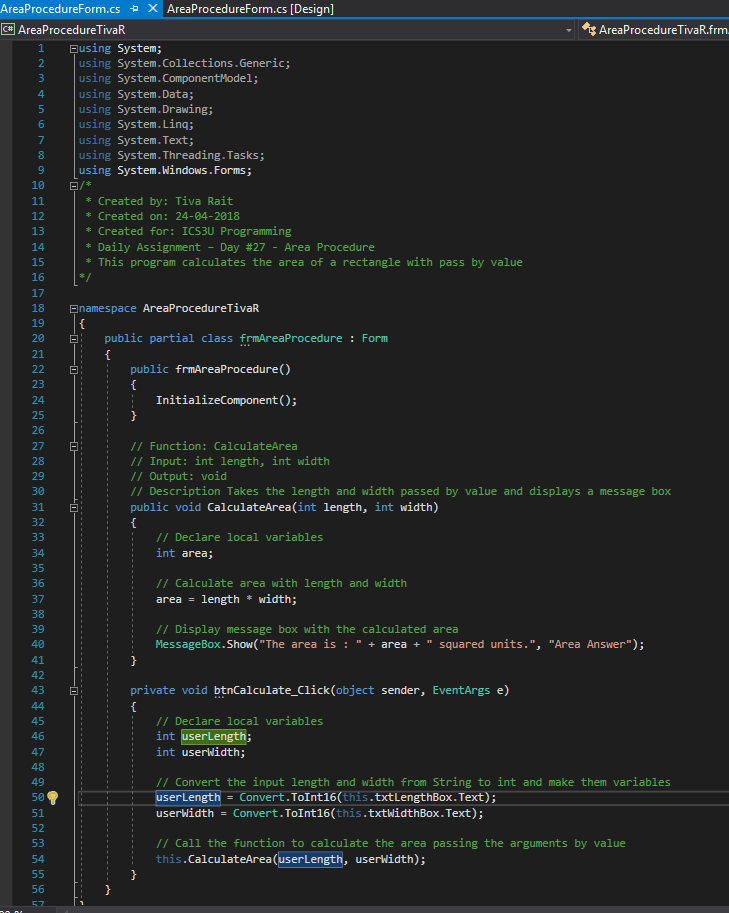 AreaProcedureForm.cs AreaProcedureForm.cs [Design]
C# AreaProcedureTivaR AreaProcedureTivaR.frm
1 using System;
2 using System.Collections.Generic;
3 using System.ComponentModel;
4 using System.Data;
5 using System.Drawing;
6 using System.Linq;
7 using System.Text;
8 using System.Threading.Tasks;
9 using System.Windows.Forms;
10 /*
11 * Created by: Tiva Rait
12 * Created on: 24-04-2018
13 * Created for: ICS3U Programming
14 * Daily Assignment – Day #27 - Area Procedure
15 * This program calculates the area of a rectangle with pass by value
16 */
17
18 namespace AreaProcedureTivaR
19 {
20 public partial class frmAreaProcedure : Form
21 {
22 public frmAreaProcedure()
23 {
24 InitializeComponent();
25 }
26
27 // Function: CalculateArea
28 // Input: int length, int width
29 // Output: void
30 // Description Takes the length and width passed by value and displays a message box
31 public void CalculateArea(int length, int width)
32 {
33 // Declare local variables
34 int area;
35
36 // Calculate area with length and width
37 area = length * width;
38
39 // Display message box with the calculated area
40 MessageBox.Show("The area is : " + area + " squared units.", "Area Answer");
41 }
42
43 private void btnCalculate_Click(object sender, EventArgs e)
44 {
45 // Declare local variables
46 int userLength;
47 int userWidth;
48
49 // Convert the input length and width from String to int and make them variables
50 userLength = Convert.ToInt16(this.txtLengthBox.Text);
51 userWidth = Convert.ToInt16(this.txtWidthBox.Text);
52
53 // Call the function to calculate the area passing the arguments by value
54 this.CalculateArea(userLength, userWidth);
55 }
56 }
57 }